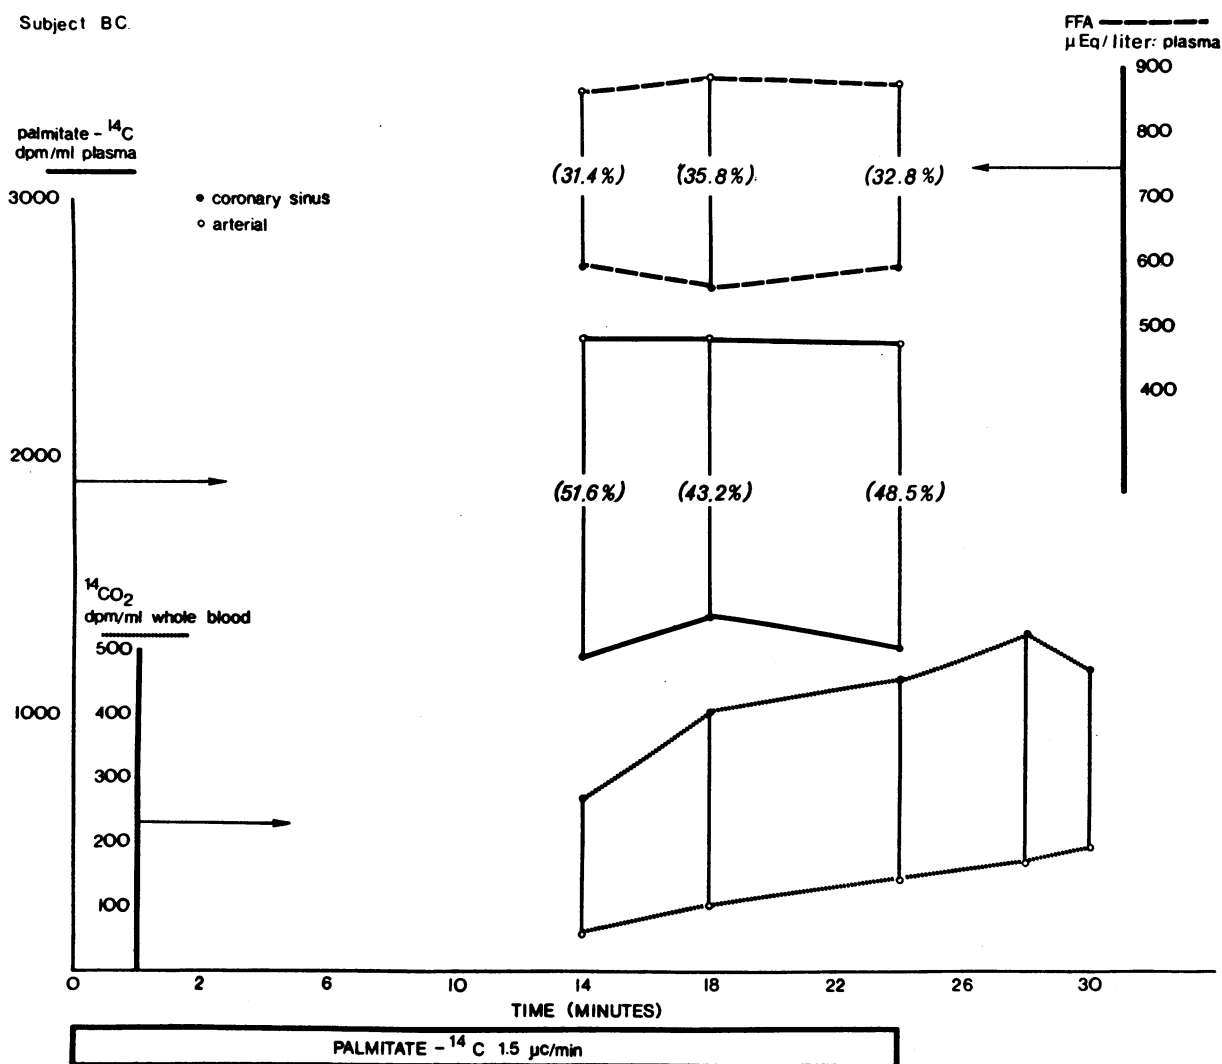 Subject BC.
FFA
μEq/liter: plasma
900
800
700
600
500
400
palmitate - ¹⁴C
dpm/ml plasma
3000
2000
1000
• coronary sinus
○ arterial
(31.4%) (35.8%) (32.8%)
(51.6%) (43.2%) (48.5%)
¹⁴CO₂
dpm/ml whole blood
500
400
300
200
100
0 2 6 10 14 18 22 26 30
TIME (MINUTES)
PALMITATE - ¹⁴C 1.5 μc/min